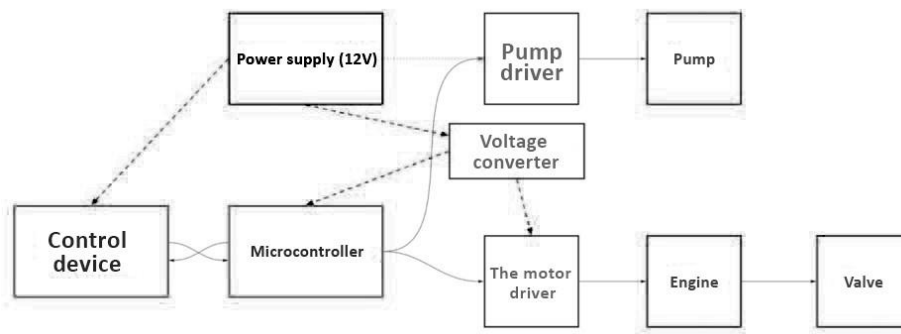 Power supply (12V)
Pump
driver
Pump
Voltage
converter
Control
device
Microcontroller
The motor
driver
Engine
Valve